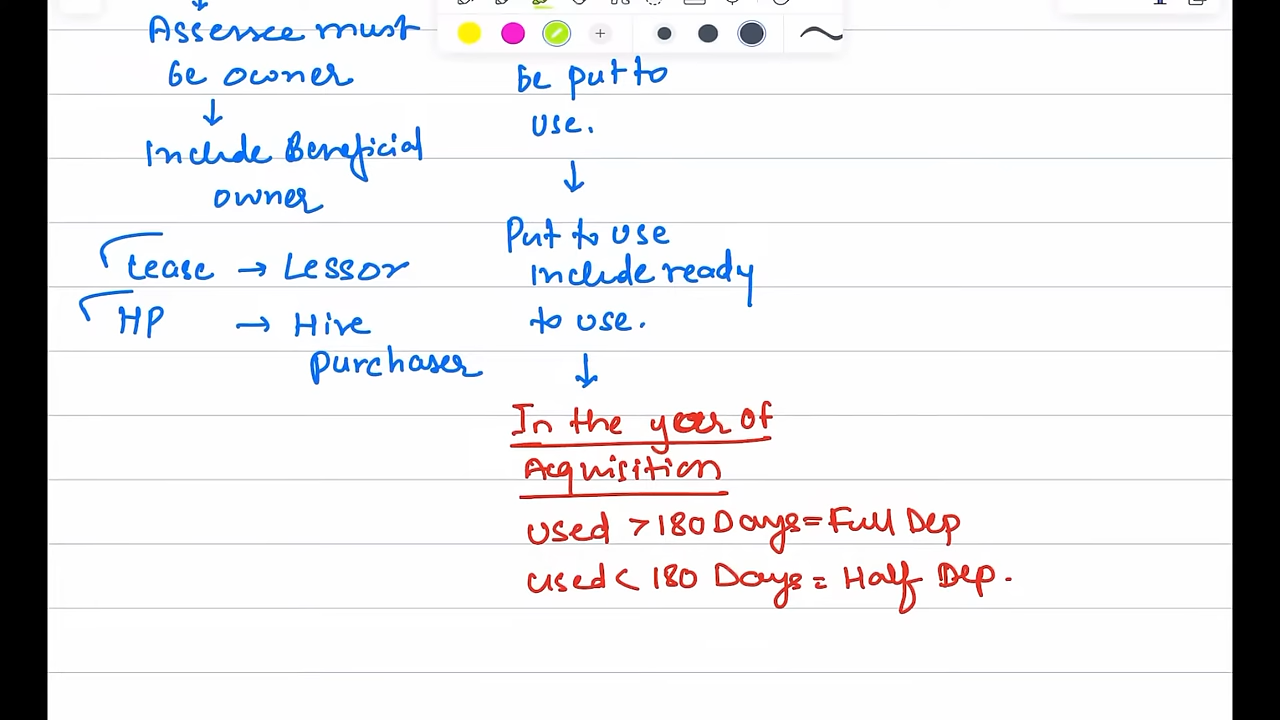 Assessee must
be owner
Include Beneficial
owner
Lease → Lessor
HP → Hire
purchaser
be put to
use.
Put to use
include ready
to use.
In the year of
Acquisition
used > 180 Days = Full Dep
used < 180 Days = Half Dep.